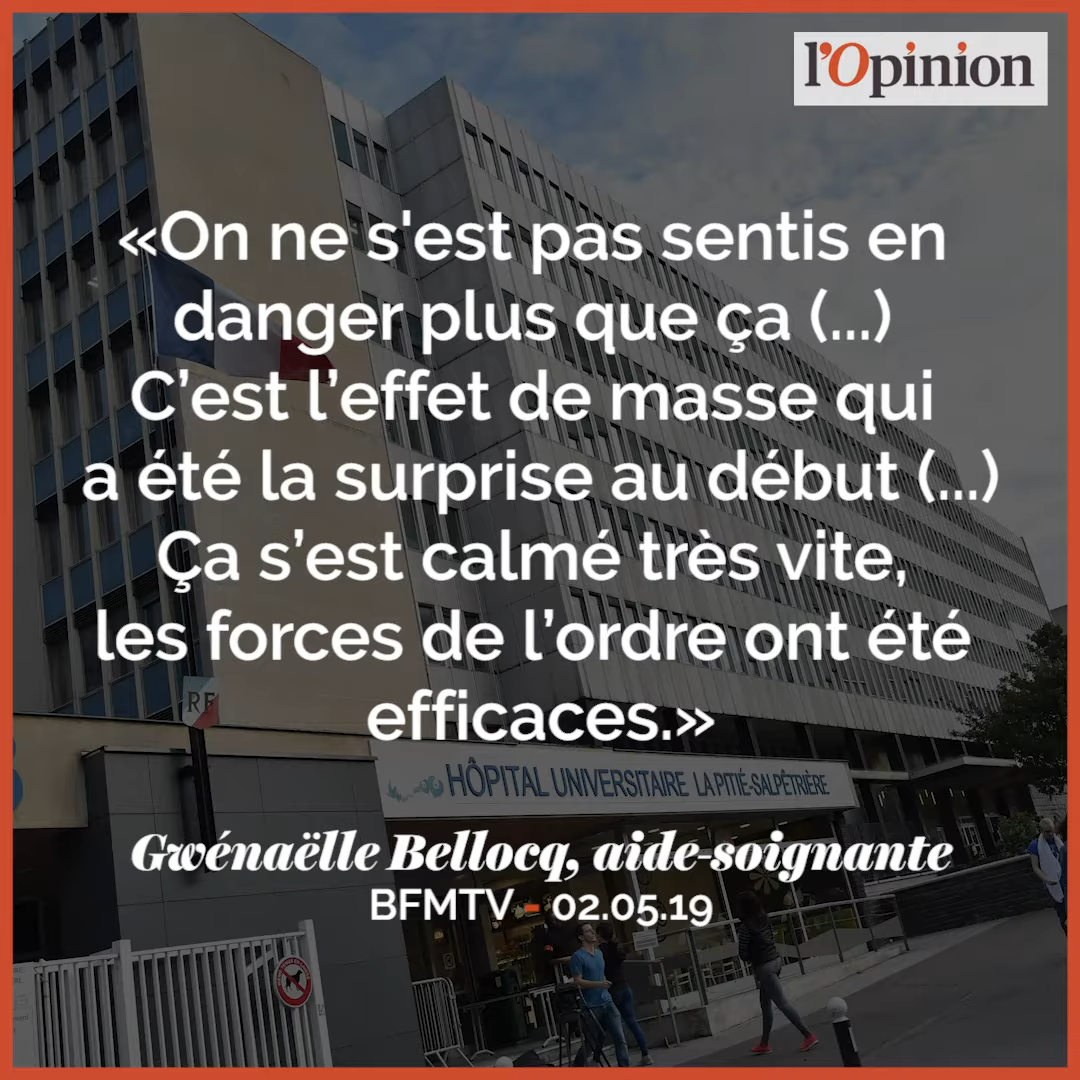 l'Opinion
«On ne s'est pas sentis en
danger plus que ça (...)
C’est l’effet de masse qui
a été la surprise au début (...)
Ça s’est calmé très vite,
les forces de l’ordre ont été
efficaces.»
RF
HÔPITAL UNIVERSITAIRE LA PITIÉ-SALPÊTRIÈRE
Gwénaëlle Bellocq, aide-soignante
BFMTV - 02.05.19